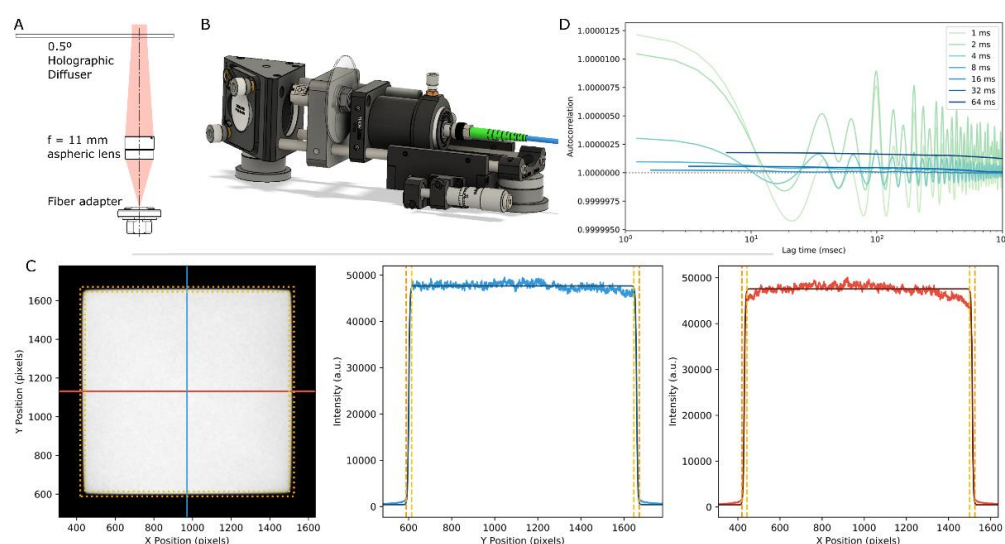 A
0.5°
Holographic
Diffuser
f = 11 mm
aspheric lens
Fiber adapter
B
D
1.0000125
1.0000100
1.0000075
1.0000050
1.0000025
1.0000000
0.9999975
0.9999950
Autocorrelation
10⁰
10¹
10²
10³
Lag time (msec)
1 ms
2 ms
4 ms
8 ms
16 ms
32 ms
64 ms
C
1600
1400
1200
1000
800
600
Y Position (pixels)
400
600
800
1000
1200
1400
1600
X Position (pixels)
50000
40000
30000
20000
10000
0
Intensity (a.u.)
600
800
1000
1200
1400
1600
Y Position (pixels)
50000
40000
30000
20000
10000
0
Intensity (a.u.)
400
600
800
1000
1200
1400
1600
X Position (pixels)